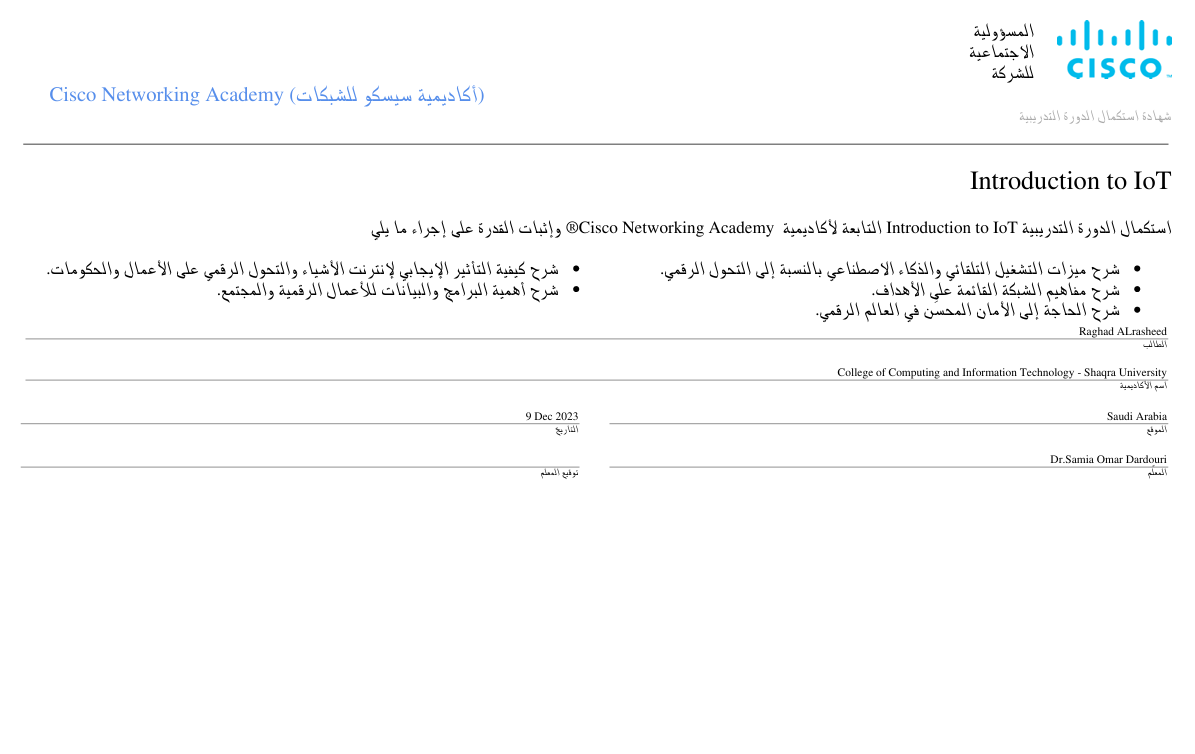 CISCO
المسؤولية
الاجتماعية
للشركة
Cisco Networking Academy (أكاديمية سيسكو للشبكات)
شهادة استكمال الدورة التدريبية
Introduction to IoT
استكمال الدورة التدريبية Introduction to IoT التابعة لأكاديمية Cisco Networking Academy® وإثبات القدرة على إجراء ما يلي
• شرح ميزات التشغيل التلقائي والذكاء الاصطناعي بالنسبة إلى التحول الرقمي.
• شرح مفاهيم الشبكة القائمة على الأهداف.
• شرح الحاجة إلى الأمان المحسّن في العالم الرقمي.
• شرح كيفية التأثير الإيجابي لإنترنت الأشياء والتحول الرقمي على الأعمال والحكومات.
• شرح أهمية البرامج والبيانات للأعمال الرقمية والمجتمع.
Raghad ALrasheed
الطالب
College of Computing and Information Technology - Shaqra University
اسم الأكاديمية
Saudi Arabia
الموقع
9 Dec 2023
التاريخ
Dr.Samia Omar Dardouri
المعلّم
توقيع المعلم